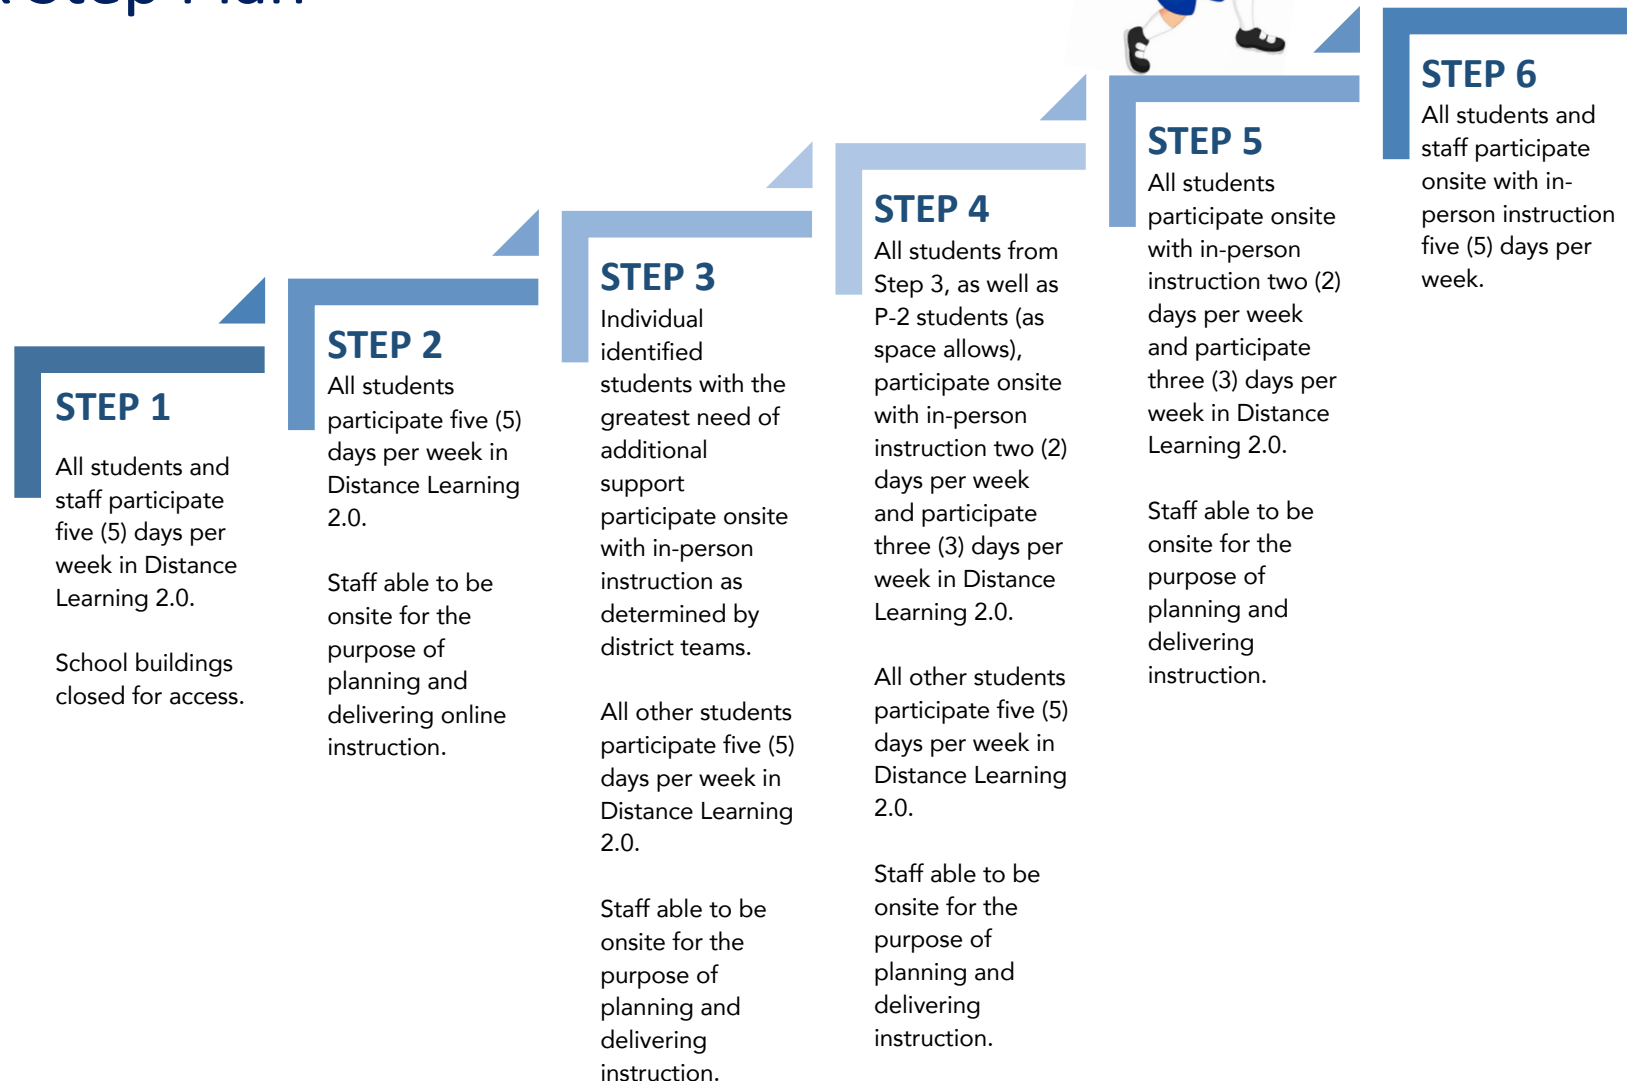 Step Plan
STEP 1
All students and
staff participate
five (5) days per
week in Distance
Learning 2.0.
School buildings
closed for access.
STEP 2
All students
participate five (5)
days per week in
Distance Learning
2.0.
Staff able to be
onsite for the
purpose of
planning and
delivering online
instruction.
STEP 3
Individual
identified
students with the
greatest need of
additional
support
participate onsite
with in-person
instruction as
determined by
district teams.
All other students
participate five (5)
days per week in
Distance Learning
2.0.
Staff able to be
onsite for the
purpose of
planning and
delivering
instruction.
STEP 4
All students from
Step 3, as well as
P-2 students (as
space allows),
participate onsite
with in-person
instruction two (2)
days per week
and participate
three (3) days per
week in Distance
Learning 2.0.
All other students
participate five (5)
days per week in
Distance Learning
2.0.
Staff able to be
onsite for the
purpose of
planning and
delivering
instruction.
STEP 5
All students
participate onsite
with in-person
instruction two (2)
days per week
and participate
three (3) days per
week in Distance
Learning 2.0.
Staff able to be
onsite for the
purpose of
planning and
delivering
instruction.
STEP 6
All students and
staff participate
onsite with in-
person instruction
five (5) days per
week.